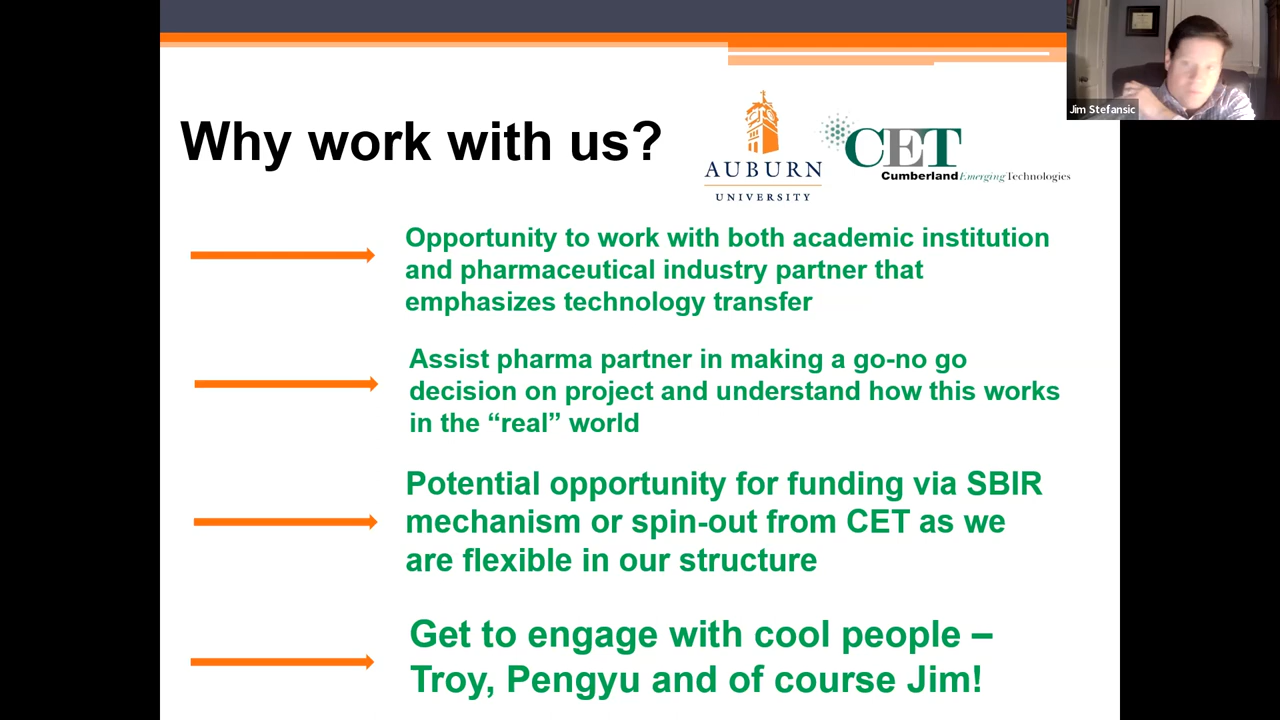 Jim Stefansic
Why work with us?
AUBURN
UNIVERSITY
CET
Cumberland Emerging Technologies
Opportunity to work with both academic institution
and pharmaceutical industry partner that
emphasizes technology transfer
Assist pharma partner in making a go-no go
decision on project and understand how this works
in the “real” world
Potential opportunity for funding via SBIR
mechanism or spin-out from CET as we
are flexible in our structure
Get to engage with cool people –
Troy, Pengyu and of course Jim!